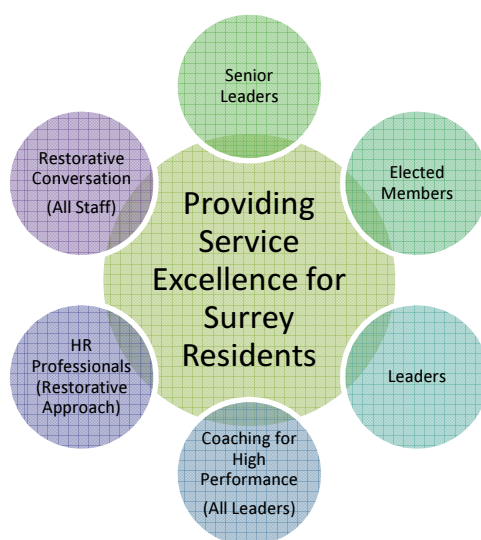 Senior
Leaders
Elected
Members
Leaders
Coaching for
High
Performance
(All Leaders)
HR
Professionals
(Restorative
Approach)
Restorative
Conversation
(All Staff)
Providing
Service
Excellence for
Surrey
Residents